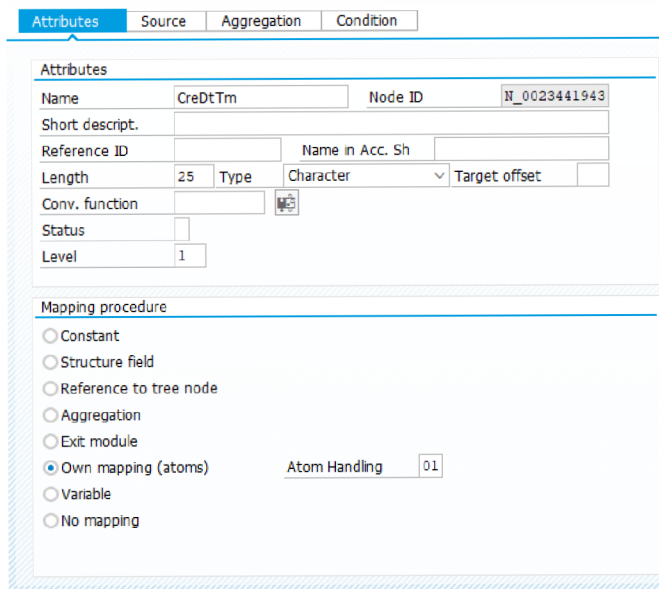 Attributes Source Aggregation Condition
Attributes
Name CreDtTm Node ID N_0023441943
Short descript.
Reference ID Name in Acc. Sh
Length 25 Type Character Target offset
Conv. function
Status
Level 1
Mapping procedure
Constant
Structure field
Reference to tree node
Aggregation
Exit module
Own mapping (atoms) Atom Handling 01
Variable
No mapping